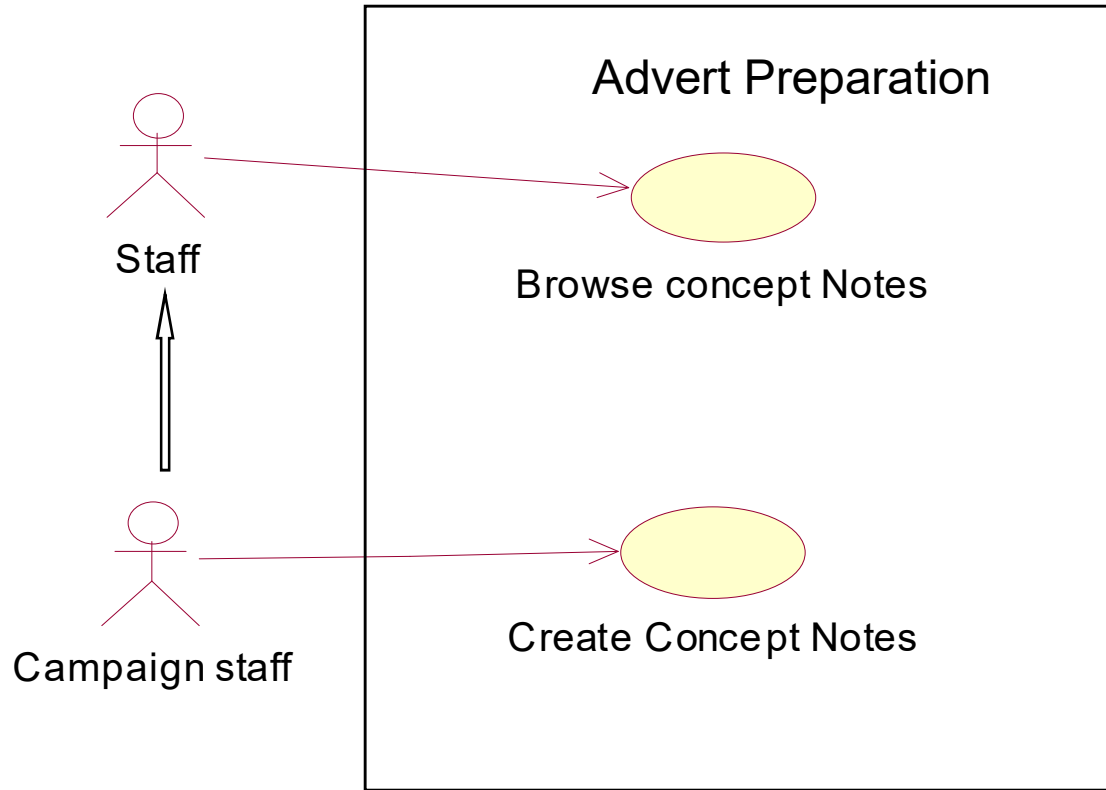 Advert Preparation
Staff
Browse concept Notes
Create Concept Notes
Campaign staff